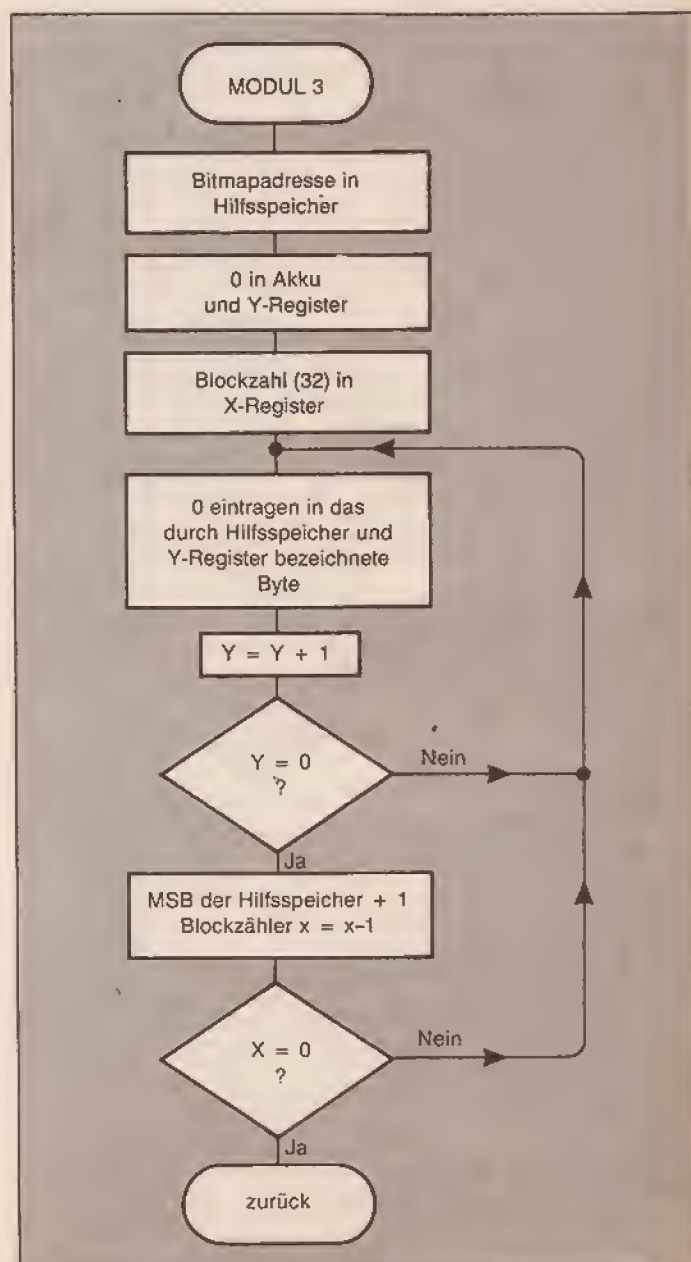 MODUL 3
Bitmapadresse in
Hilfsspeicher
0 in Akku
und Y-Register
Blockzahl (32) in
X-Register
0 eintragen in das
durch Hilfsspeicher und
Y-Register bezeichnete
Byte
Y = Y + 1
Y = 0
?
Nein
Ja
MSB der Hilfsspeicher + 1
Blockzähler x = x-1
X = 0
?
Nein
Ja
zurück